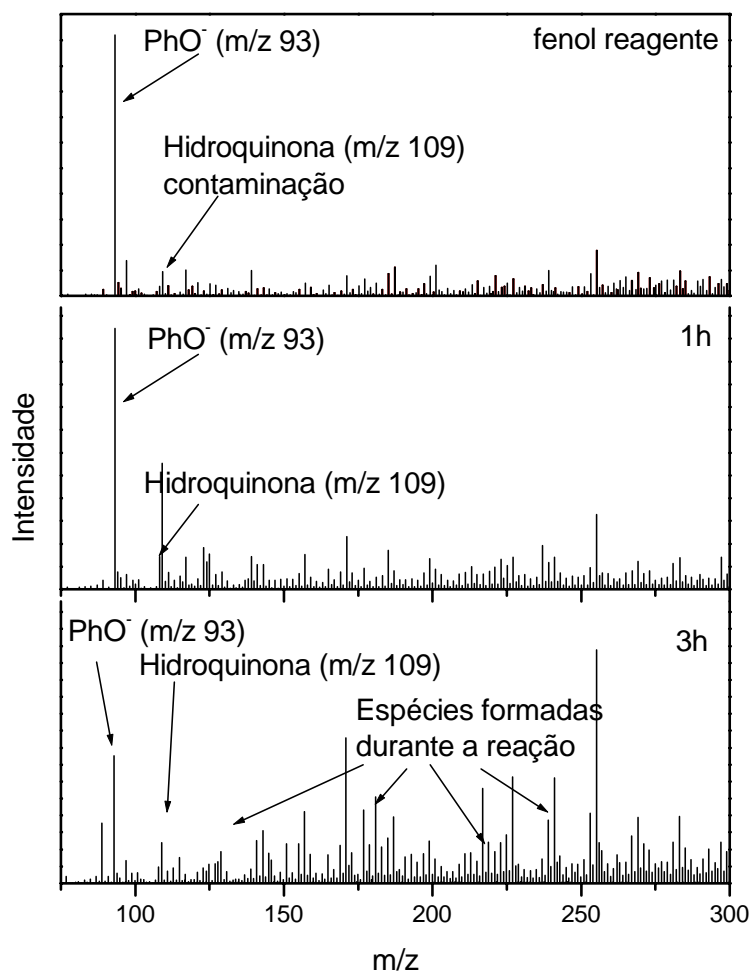 PhO- (m/z 93)
fenol reagente
Hidroquinona (m/z 109)
contaminação
PhO- (m/z 93)
1h
Hidroquinona (m/z 109)
Intensidade
PhO- (m/z 93)
3h
Hidroquinona (m/z 109)
Espécies formadas
durante a reação
100 150 200 250 300
m/z